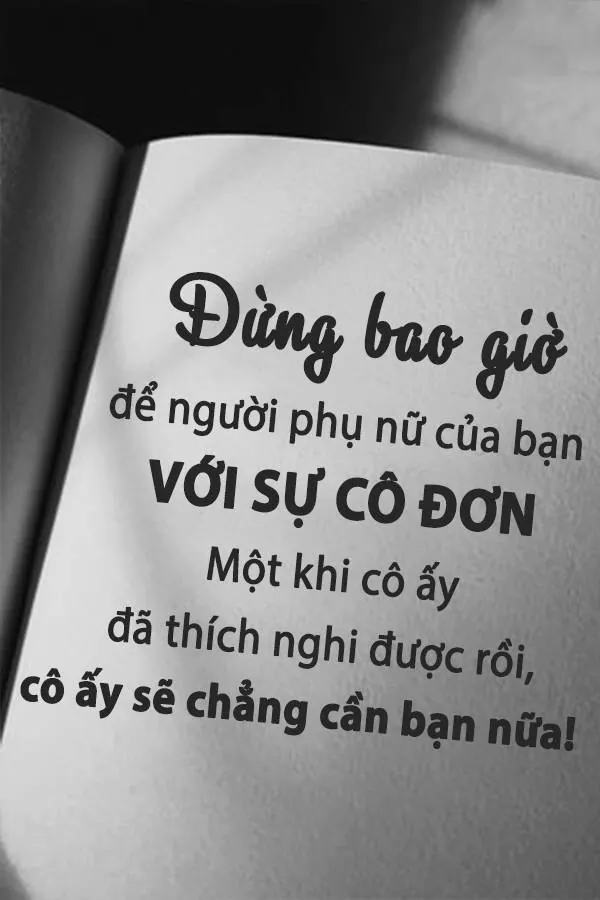 Đừng bao giờ
để người phụ nữ của bạn
VỚI SỰ CÔ ĐƠN
Một khi cô ấy
đã thích nghi được rồi,
cô ấy sẽ chẳng cần bạn nữa!